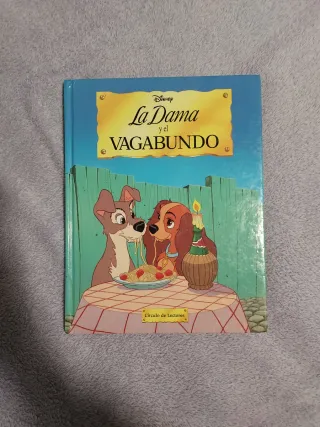 Disney
La Dama
y el
VAGABUNDO
Círculo de Lectores